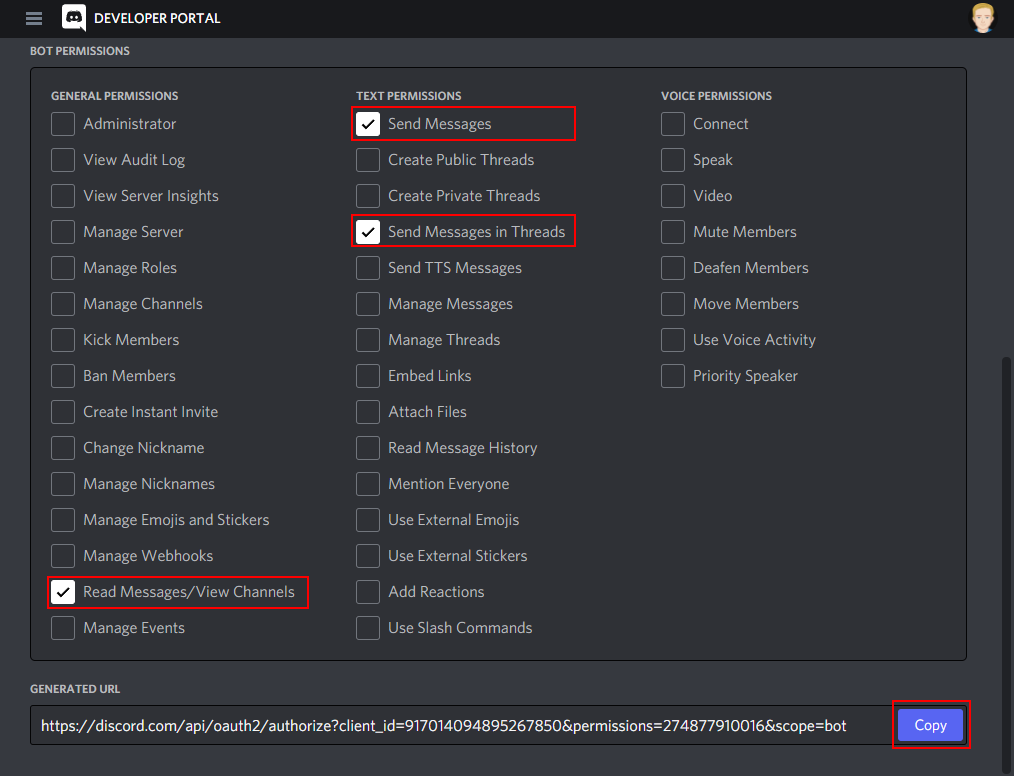 DEVELOPER PORTAL
BOT PERMISSIONS
GENERAL PERMISSIONS
Administrator
View Audit Log
View Server Insights
Manage Server
Manage Roles
Manage Channels
Kick Members
Ban Members
Create Instant Invite
Change Nickname
Manage Nicknames
Manage Emojis and Stickers
Manage Webhooks
Read Messages/View Channels
Manage Events
TEXT PERMISSIONS
Send Messages
Create Public Threads
Create Private Threads
Send Messages in Threads
Send TTS Messages
Manage Messages
Manage Threads
Embed Links
Attach Files
Read Message History
Mention Everyone
Use External Emojis
Use External Stickers
Add Reactions
Use Slash Commands
VOICE PERMISSIONS
Connect
Speak
Video
Mute Members
Deafen Members
Move Members
Use Voice Activity
Priority Speaker
GENERATED URL
https://discord.com/api/oauth2/authorize?client_id=917014094895267850&permissions=274877910016&scope=bot
Copy